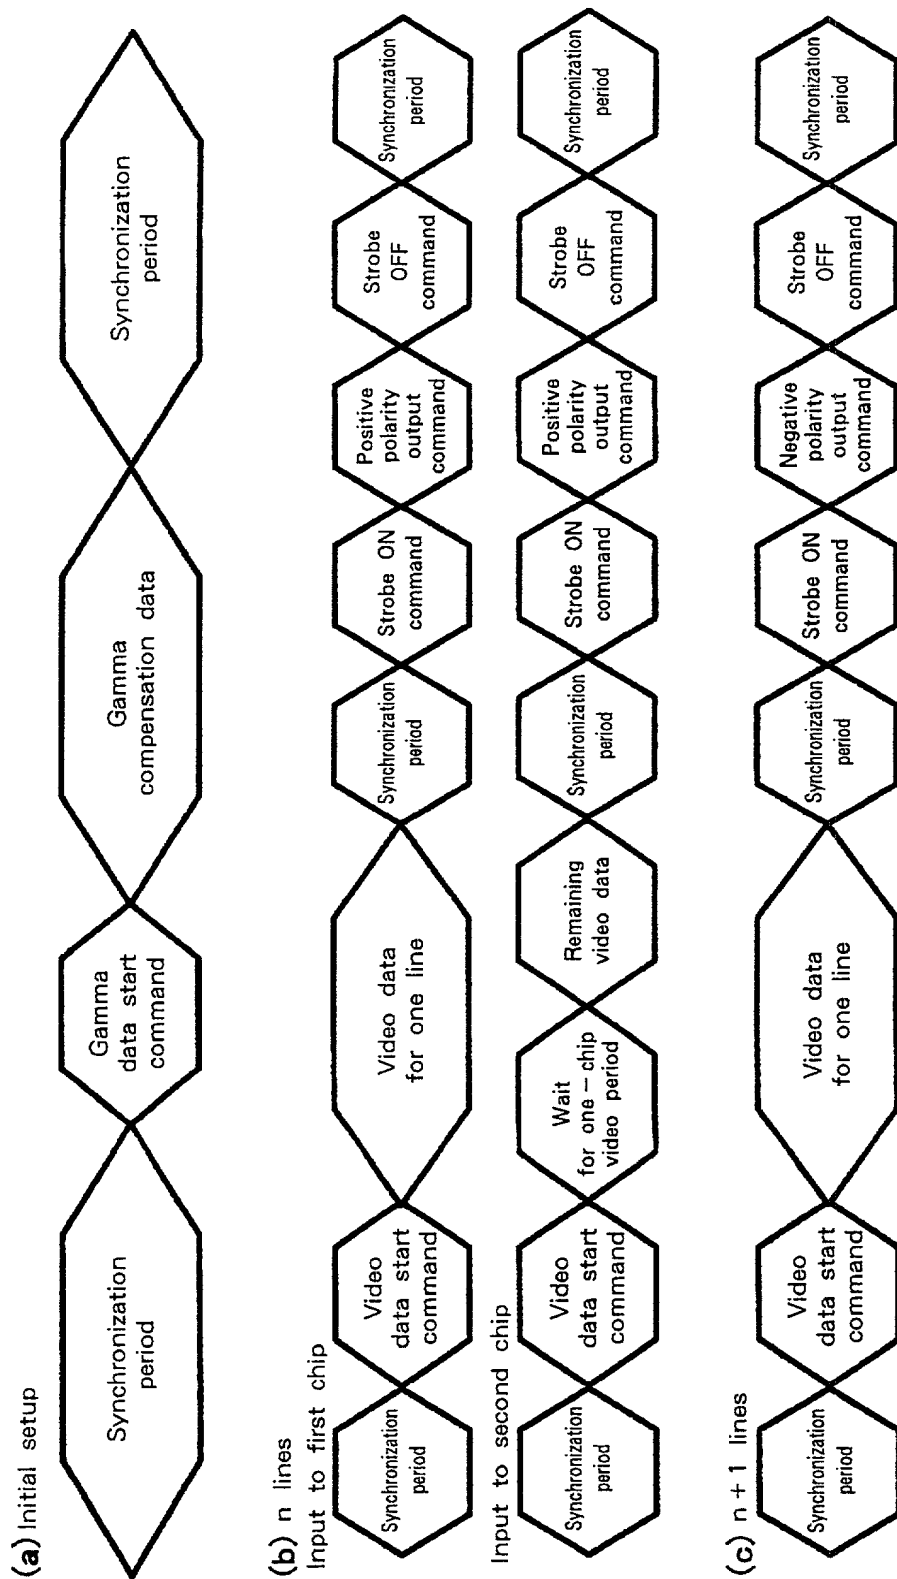 (a) Initial setup
Synchronization
period
Gamma
data start
command
Gamma
compensation data
Synchronization
period
(b) n lines
Input to first chip
Synchronization
period
Video
data start
command
Video data
for one line
Synchronization
period
Strobe ON
command
Positive
polarity
output
command
Strobe
OFF
command
Synchronization
period
Input to second chip
Synchronization
period
Video
data start
command
Wait
for one-chip
video period
Remaining
video data
Synchronization
period
Strobe ON
command
Positive
polarity
output
command
Strobe
OFF
command
Synchronization
period
(c) n + 1 lines
Synchronization
period
Video
data start
command
Video data
for one line
Synchronization
period
Strobe ON
command
Negative
polarity
output
command
Strobe
OFF
command
Synchronization
period